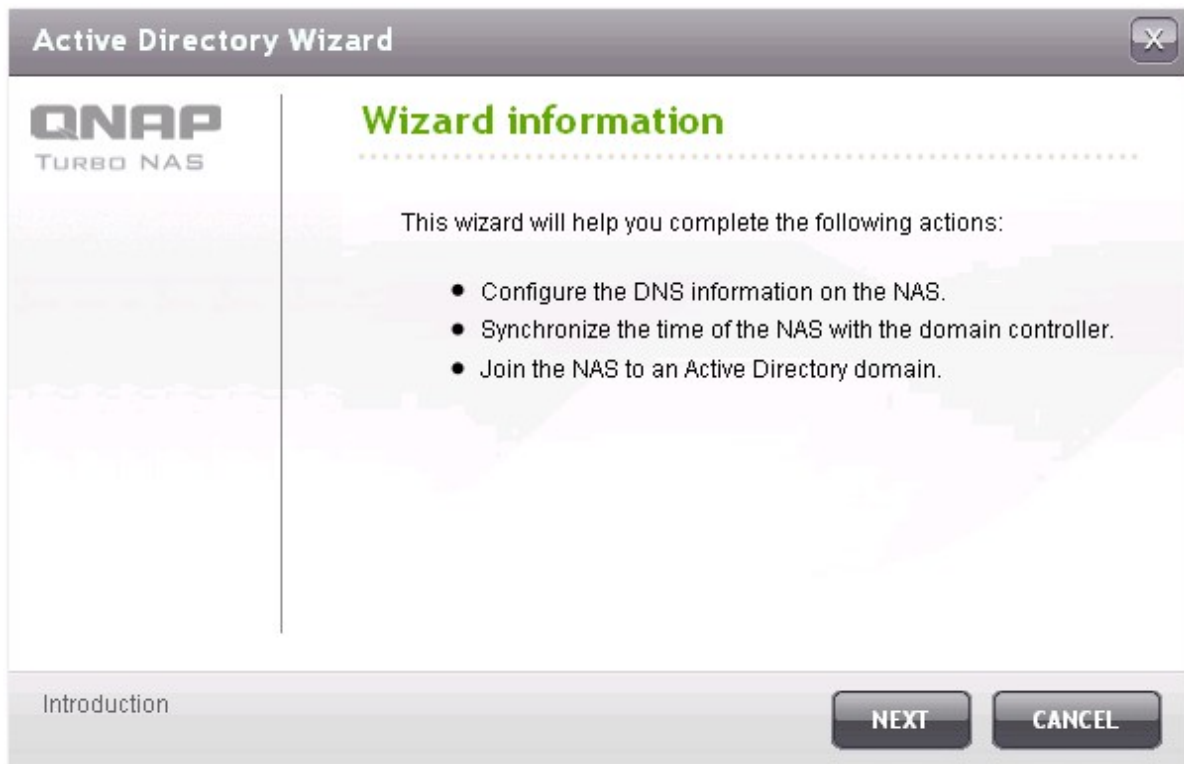 Active Directory Wizard
X
QNAP
TURBO NAS
Wizard information
This wizard will help you complete the following actions:
• Configure the DNS information on the NAS.
• Synchronize the time of the NAS with the domain controller.
• Join the NAS to an Active Directory domain.
Introduction
NEXT
CANCEL